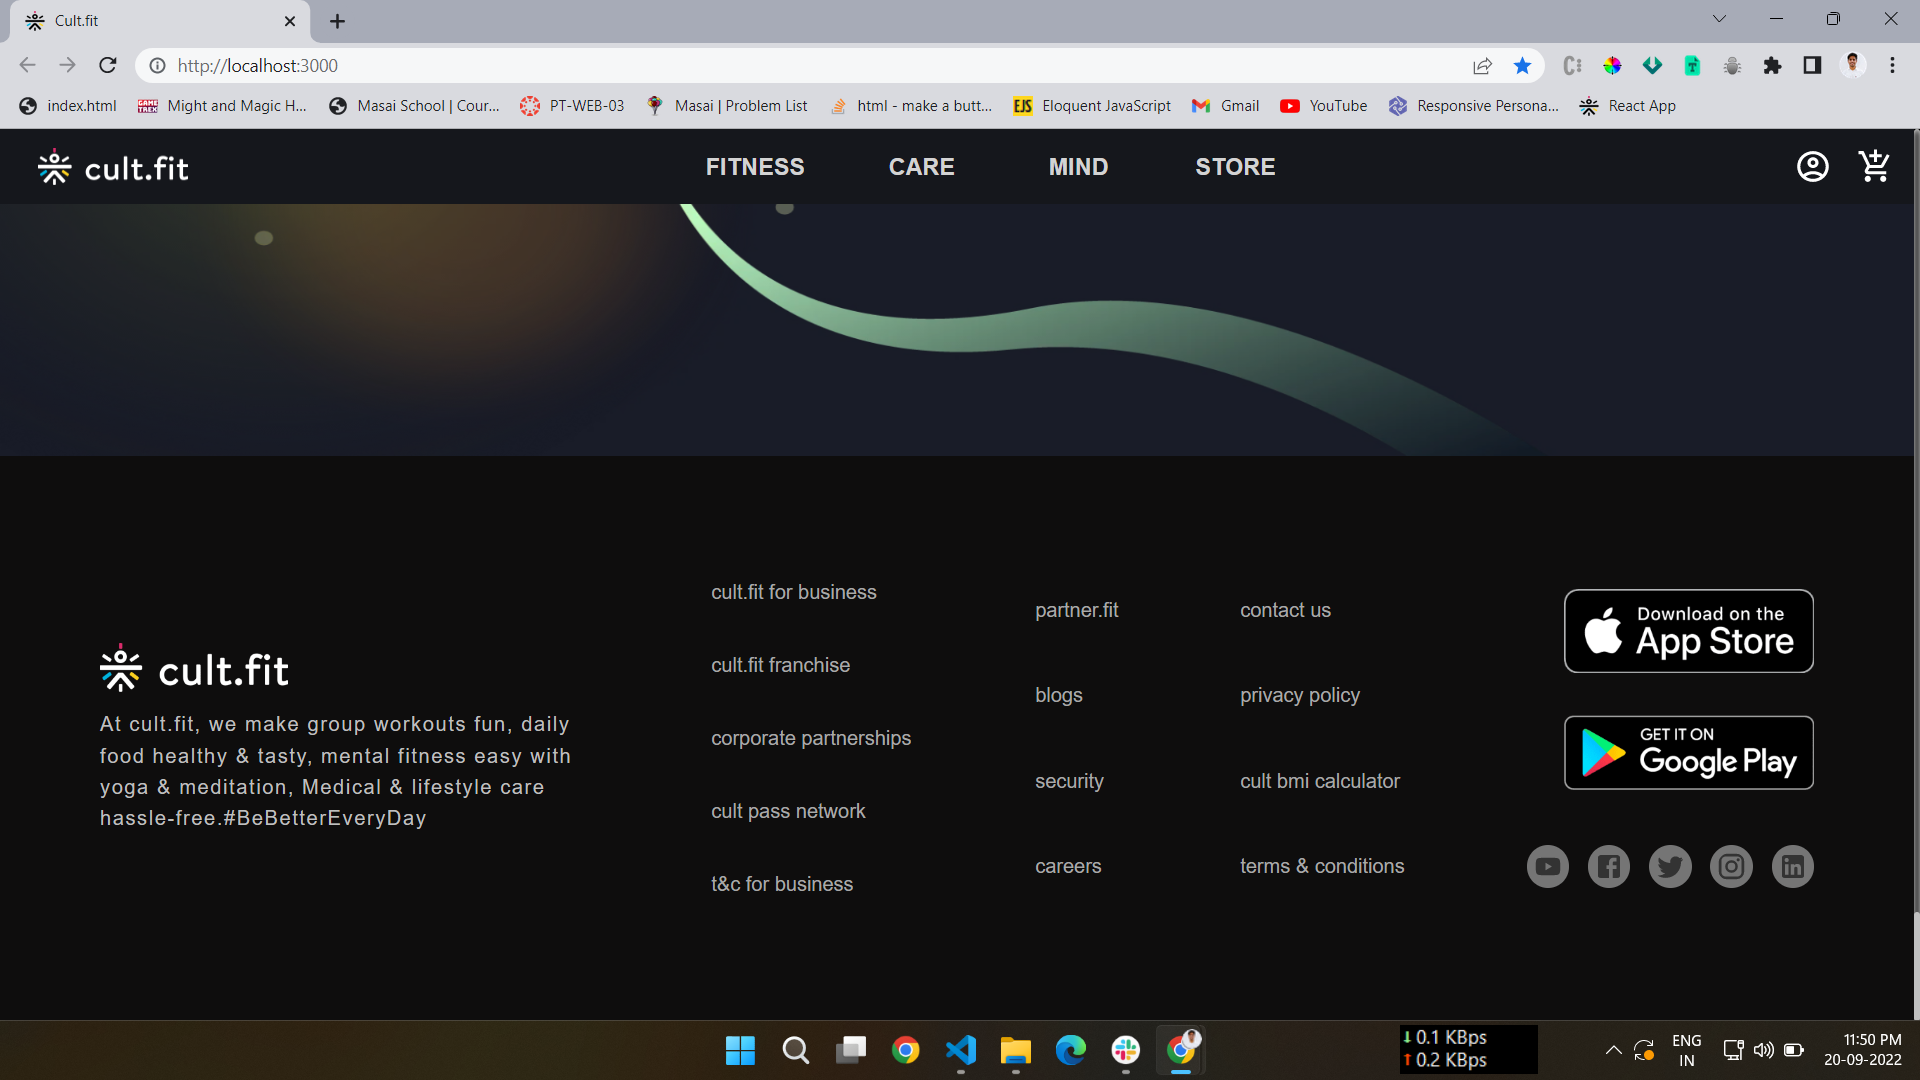 Cult.fit
http://localhost:3000
index.html
Might and Magic H...
Masai School | Cour...
PT-WEB-03
Masai | Problem List
html - make a butt...
EJS
Eloquent JavaScript
Gmail
YouTube
Responsive Persona...
React App
cult.fit
FITNESS
CARE
MIND
STORE
cult.fit
At cult.fit, we make group workouts fun, daily
food healthy & tasty, mental fitness easy with
yoga & meditation, Medical & lifestyle care
hassle-free.#BeBetterEveryDay
cult.fit for business
cult.fit franchise
corporate partnerships
cult pass network
t&c for business
partner.fit
blogs
security
careers
contact us
privacy policy
cult bmi calculator
terms & conditions
Download on the
App Store
GET IT ON
Google Play
0.1 KBps
0.2 KBps
ENG
IN
11:50 PM
20-09-2022